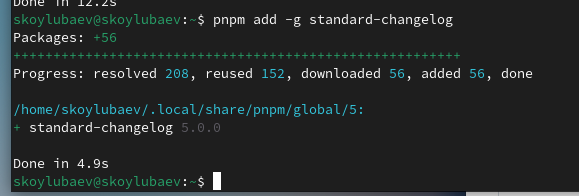 Done in 12.2s
skoylubaev@skoylubaev:~$ pnpm add -g standard-changelog
Packages: +56
++++++++++++++++++++++++++++++++++++++++++++++++++++++++
Progress: resolved 208, reused 152, downloaded 56, added 56, done
/home/skoylubaev/.local/share/pnpm/global/5:
+ standard-changelog 5.0.0
Done in 4.9s
skoylubaev@skoylubaev:~$